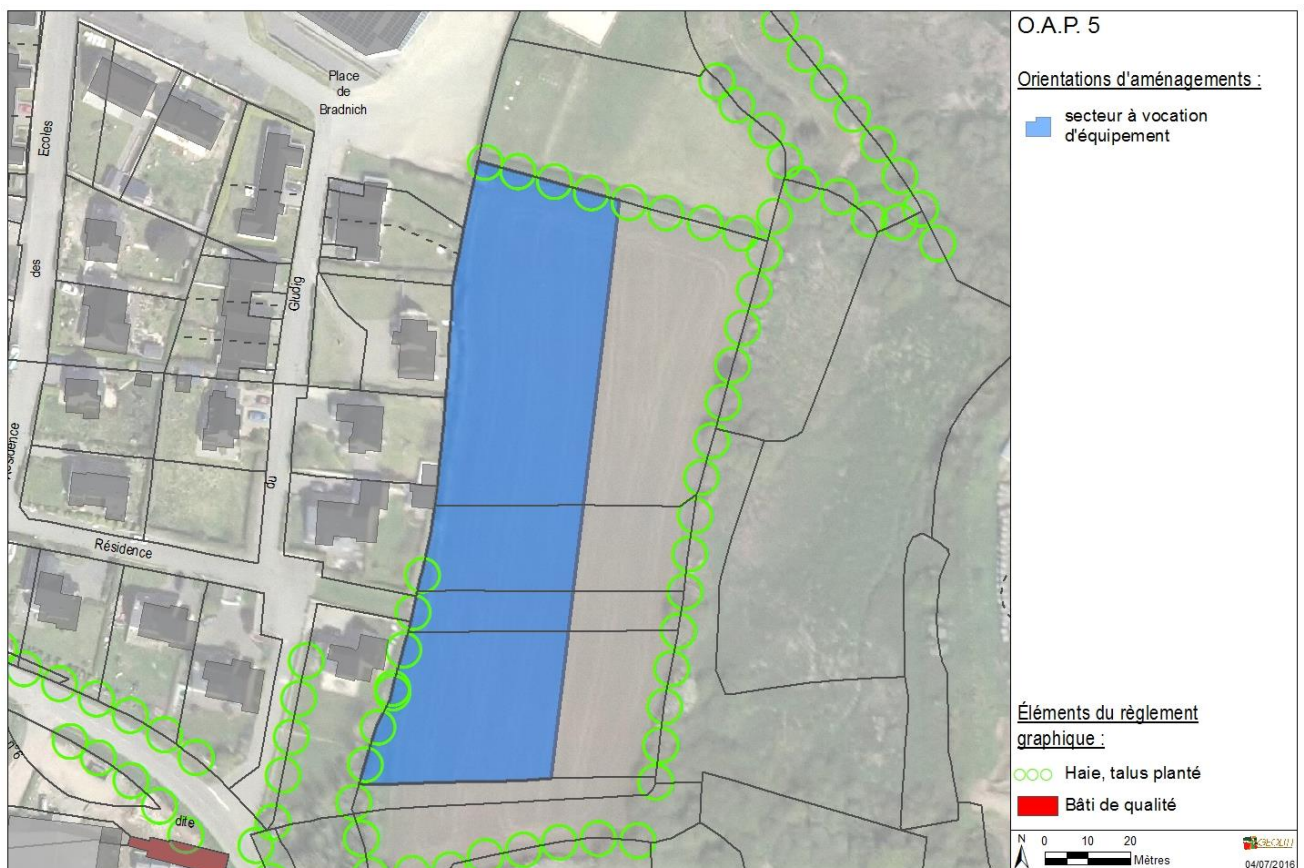 O.A.P. 5
Orientations d'aménagements :
secteur à vocation
d'équipement
Place
de
Bradnich
Ecoles
des
Résidence
Gludig
du
Résidence
dite
Éléments du règlement
graphique :
Haie, talus planté
Bâti de qualité
N 0 10 20
Mètres
04/07/2016